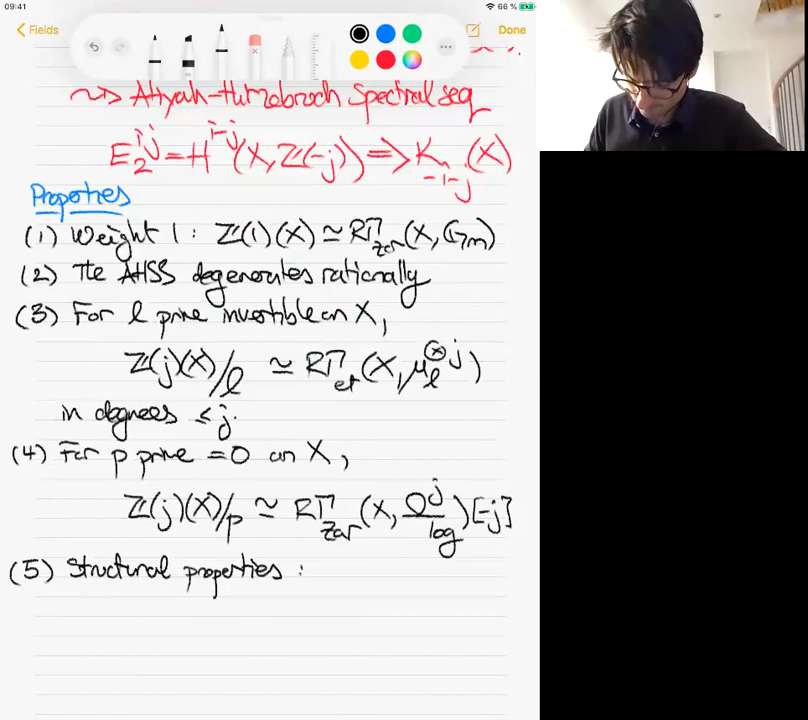 09:41
66 %
Fields
Done
~> Atiyah-Hirzebruch Spectral seq
E_2^{ij} = H^{i-j}(X, ℤ(-j)) => K_{-i-j}(X)
Properties
(1) Weight 1 : ℤ(1)(X) ≃ RΓ_zar(X, G_m)[-1]
(2) The AHSS degenerates rationally
(3) For l prime invertible on X,
ℤ(j)(X)/l ≃ RΓ_et(X, μ_l^{⊗j})
in degrees ≤ j.
(4) For p prime = 0 on X,
ℤ(j)(X)/p ≃ RΓ_zar(X, Ω^j_log)[-j]
(5) Structural properties :